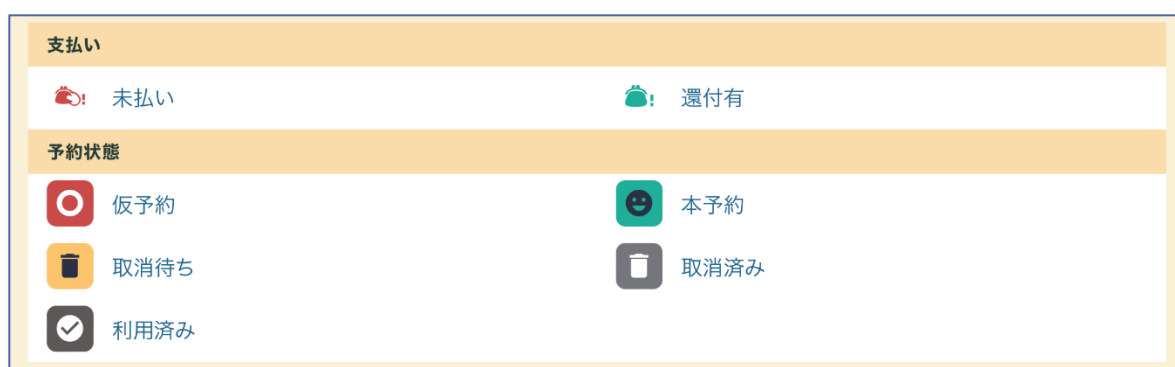 支払い
未払い 還付有
予約状態
仮予約 本予約
取消待ち 取消済み
利用済み